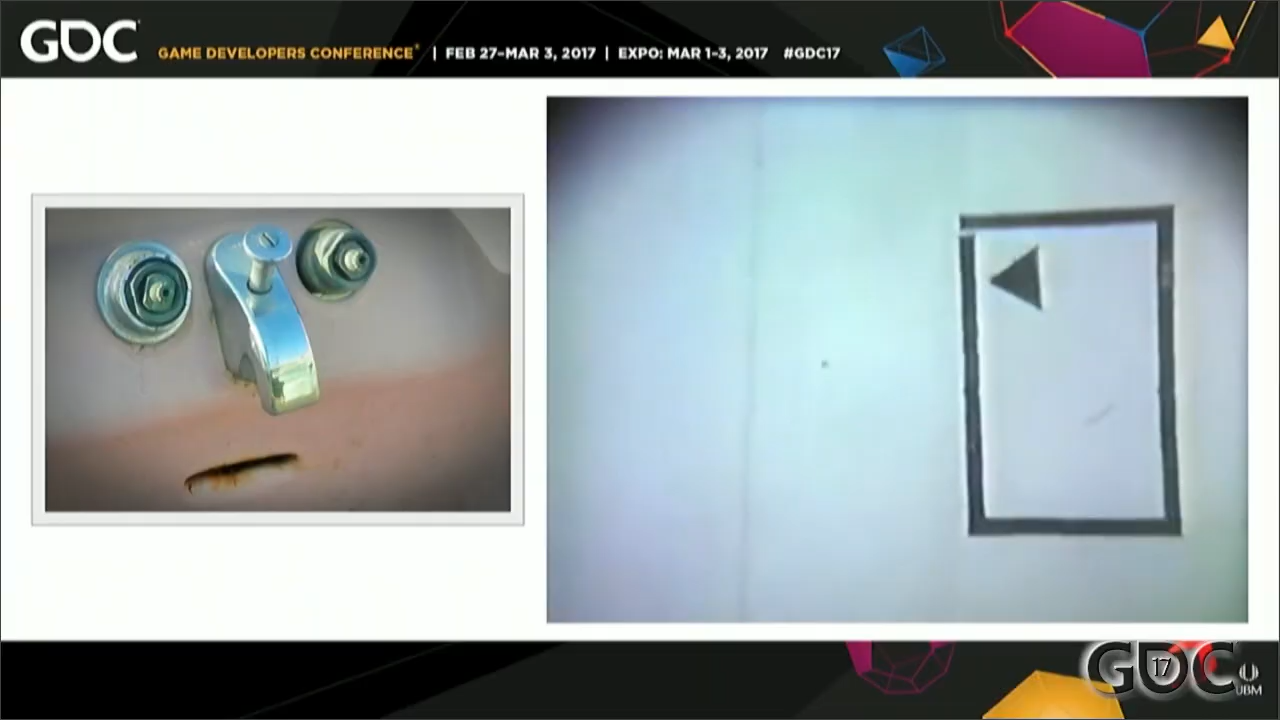 GDC GAME DEVELOPERS CONFERENCE® | FEB 27–MAR 3, 2017 | EXPO: MAR 1–3, 2017 #GDC17
GDC 17 UBM